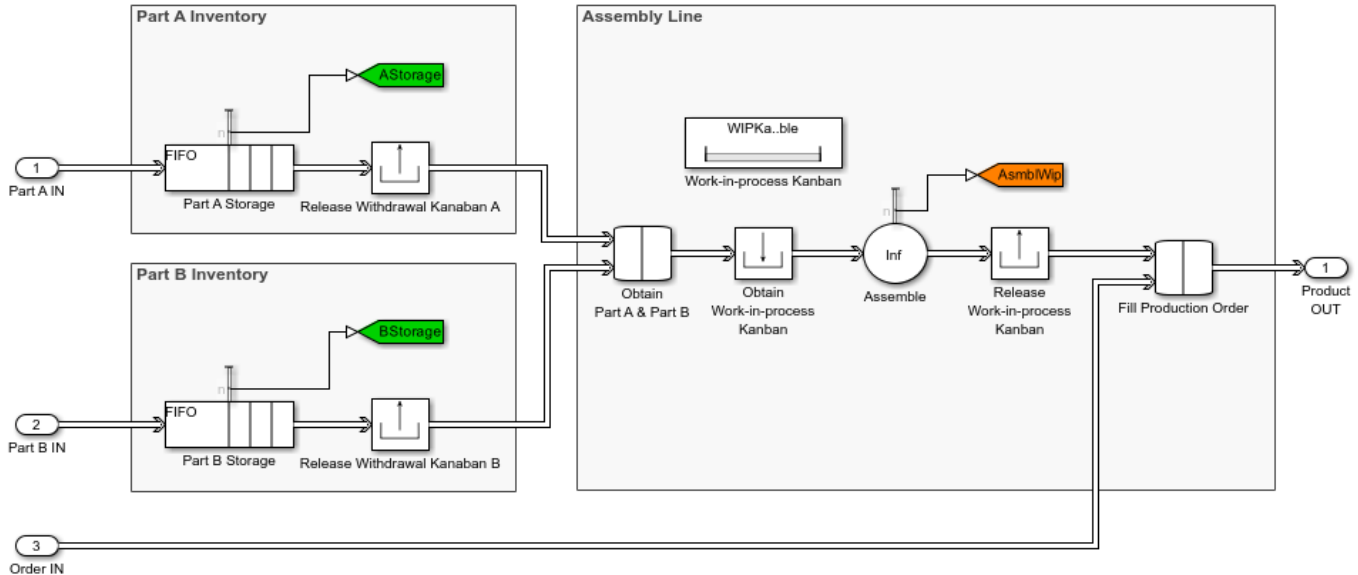 Part A Inventory
AStorage
n
FIFO
1
Part A IN
Part A Storage
Release Withdrawal Kanaban A
Part B Inventory
BStorage
n
FIFO
2
Part B IN
Part B Storage
Release Withdrawal Kanaban B
3
Order IN
Assembly Line
WIPKa..ble
Work-in-process Kanban
AsmblWip
n
Inf
Obtain
Part A & Part B
Obtain
Work-in-process
Kanban
Assemble
Release
Work-in-process
Kanban
Fill Production Order
1
Product
OUT